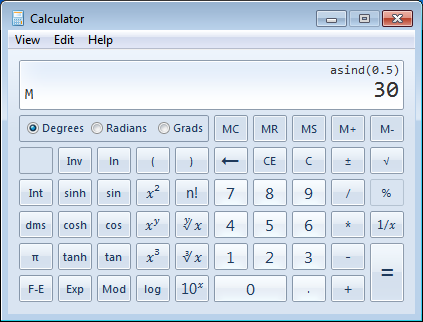 Calculator
View Edit Help
asind(0.5)
M 30
Degrees Radians Grads MC MR MS M+ M-
Inv ln ( ) ← CE C ± √
Int sinh sin x² n! 7 8 9 / %
dms cosh cos xʸ ʸ√x 4 5 6 * 1/x
π tanh tan x³ ³√x 1 2 3 - =
F-E Exp Mod log 10ˣ 0 . +